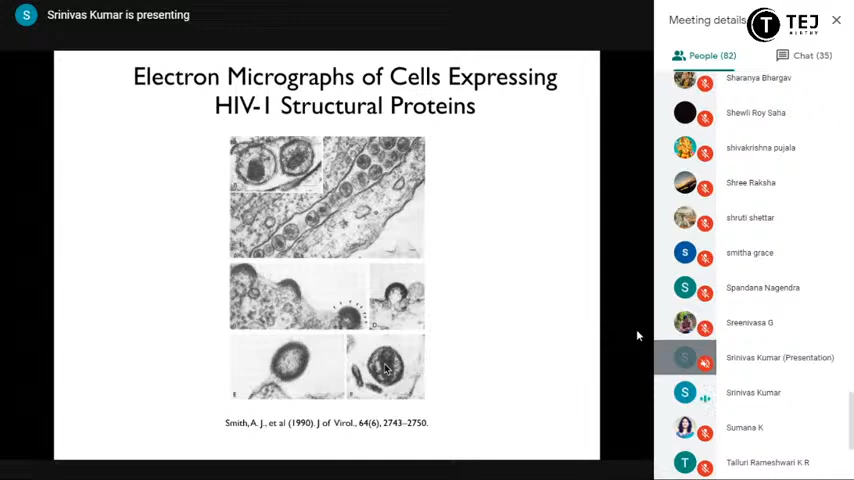 S Srinivas Kumar is presenting
Electron Micrographs of Cells Expressing
HIV-1 Structural Proteins
D
E
Smith, A. J., et al (1990). J of Virol., 64(6), 2743–2750.
Meeting details
T TEJ
People (82)
Chat (35)
Sharanya Bhargav
Shewli Roy Saha
shivakrishna pujala
Shree Raksha
shruti shettar
S smitha grace
S Spandana Nagendra
Sreenivasa G
S Srinivas Kumar (Presentation)
S Srinivas Kumar
Sumana K
T Talluri Rameshwari K R